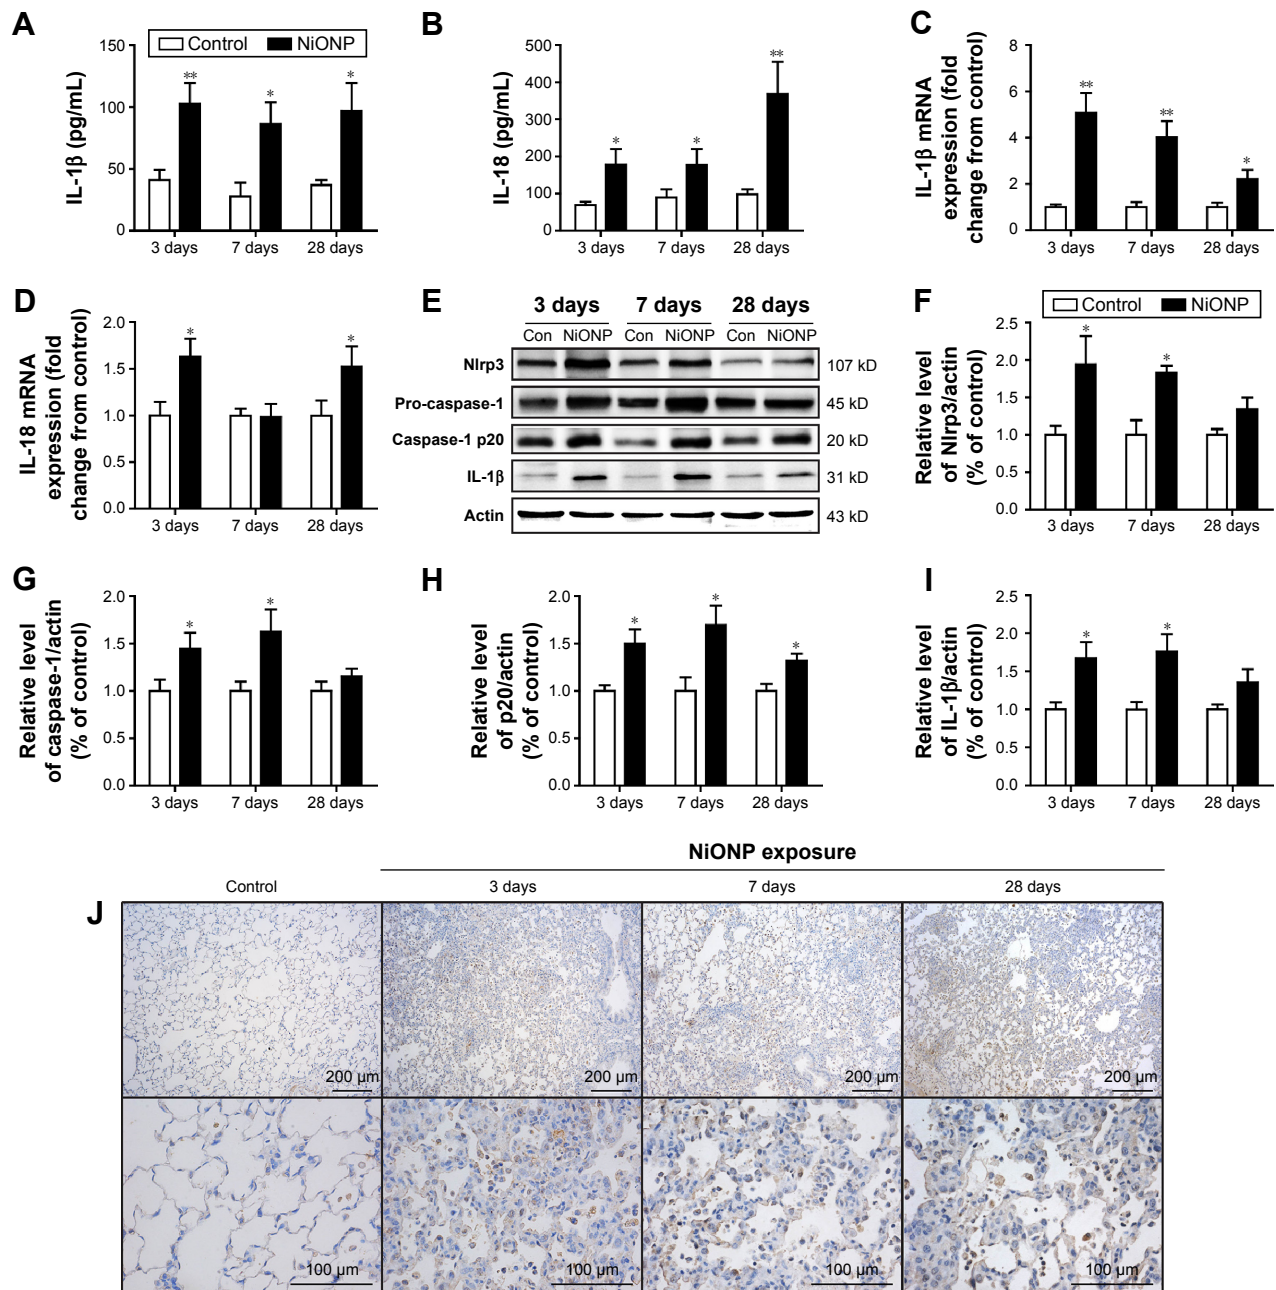 A
Control NiONP
IL-1β (pg/mL)
150
100
50
0
** * *
3 days 7 days 28 days
B
IL-18 (pg/mL)
500
400
300
200
100
0
* * **
3 days 7 days 28 days
C
IL-1β mRNA
expression (fold
change from control)
8
6
4
2
0
** ** *
3 days 7 days 28 days
D
IL-18 mRNA
expression (fold
change from control)
2.0
1.5
1.0
0.5
0.0
* *
3 days 7 days 28 days
E
3 days 7 days 28 days
Con NiONP Con NiONP Con NiONP
Nlrp3 107 kD
Pro-caspase-1 45 kD
Caspase-1 p20 20 kD
IL-1β 31 kD
Actin 43 kD
F
Control NiONP
Relative level
of Nlrp3/actin
(% of control)
2.5
2.0
1.5
1.0
0.5
0.0
* *
3 days 7 days 28 days
G
Relative level
of caspase-1/actin
(% of control)
2.0
1.5
1.0
0.5
0.0
* *
3 days 7 days 28 days
H
Relative level
of p20/actin
(% of control)
2.0
1.5
1.0
0.5
0.0
* * *
3 days 7 days 28 days
I
Relative level
of IL-1β/actin
(% of control)
2.5
2.0
1.5
1.0
0.5
0.0
* *
3 days 7 days 28 days
J
NiONP exposure
Control 3 days 7 days 28 days
200 μm 200 μm 200 μm 200 μm
100 μm 100 μm 100 μm 100 μm